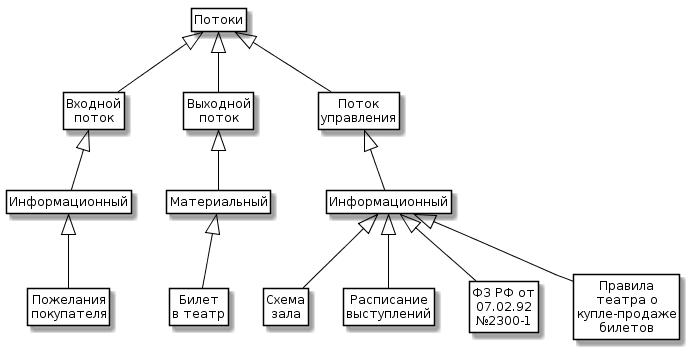 Потоки
Входной
поток
Выходной
поток
Поток
управления
Информационный
Материальный
Информационный
Пожелания
покупателя
Билет
в театр
Схема
зала
Расписание
выступлений
ФЗ РФ от
07.02.92
№2300-1
Правила
театра о
купле-продаже
билетов